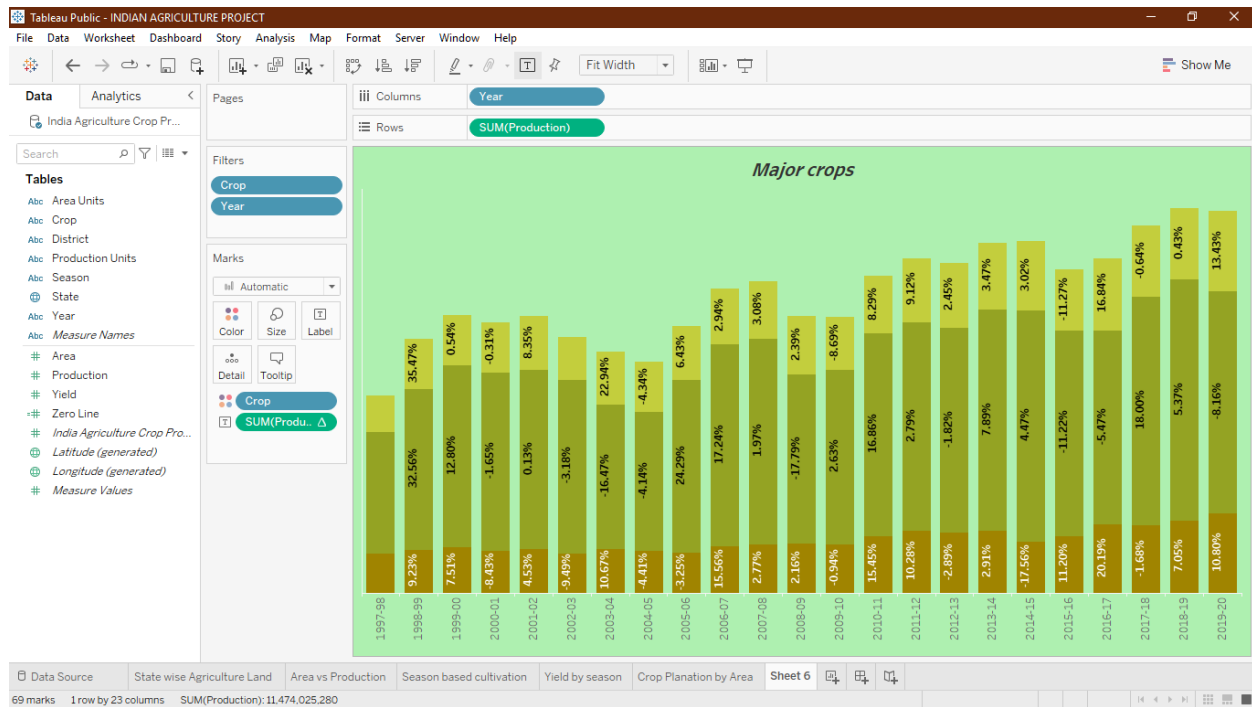 Tableau Public - INDIAN AGRICULTURE PROJECT
File Data Worksheet Dashboard Story Analysis Map Format Server Window Help
Fit Width
Show Me
Data Analytics
India Agriculture Crop Pr...
Search
Tables
Abc Area Units
Abc Crop
Abc District
Abc Production Units
Abc Season
State
Abc Year
Abc Measure Names
# Area
# Production
# Yield
=# Zero Line
# India Agriculture Crop Pro...
Latitude (generated)
Longitude (generated)
# Measure Values
Pages
Filters
Crop
Year
Marks
Automatic
Color Size Label
Detail Tooltip
Crop
SUM(Produ.. Δ
iii Columns Year
Rows SUM(Production)
Major crops
35.47% 0.54% -0.31% 8.35% 22.94% -4.34% 6.43% 2.94% 3.08% 2.39% -8.69% 8.29% 9.12% 2.45% 3.47% 3.02% -11.27% 16.84% -0.64% 0.43% 13.43%
32.56% 12.80% -1.65% 0.13% -3.18% -16.47% -4.14% 24.29% 17.24% 1.97% -17.79% 2.63% 16.86% 2.79% -1.82% 7.89% 4.47% -11.22% -5.47% 18.00% 5.37% -8.16%
9.23% 7.51% -8.43% 4.53% -9.49% 10.67% -4.41% -3.25% 15.56% 2.77% 2.16% -0.94% 15.45% 10.28% -2.89% 2.91% -17.56% 11.20% 20.19% -1.68% 7.05% 10.80%
1997-98 1998-99 1999-00 2000-01 2001-02 2002-03 2003-04 2004-05 2005-06 2006-07 2007-08 2008-09 2009-10 2010-11 2011-12 2012-13 2013-14 2014-15 2015-16 2016-17 2017-18 2018-19 2019-20
Data Source State wise Agriculture Land Area vs Production Season based cultivation Yield by season Crop Planation by Area Sheet 6
69 marks 1 row by 23 columns SUM(Production): 11,474,025,280